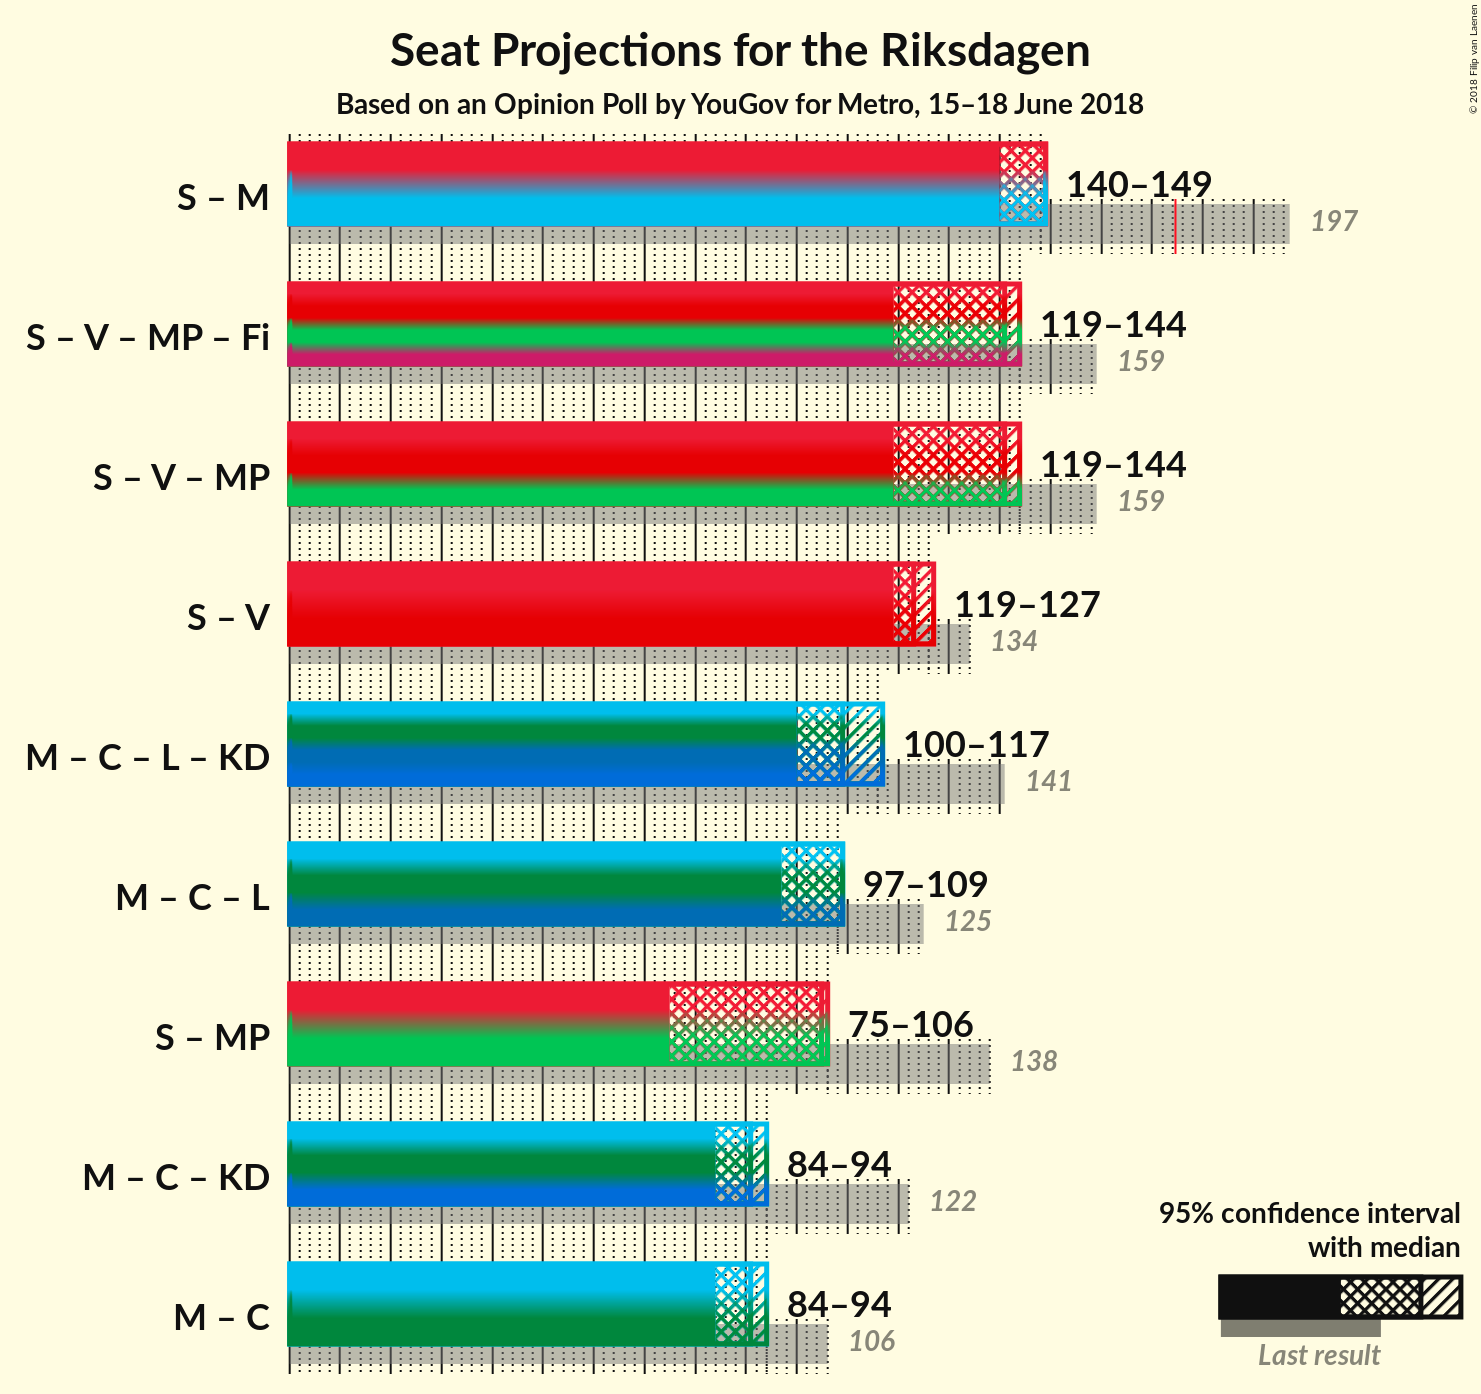 Seat Projections for the Riksdagen
Based on an Opinion Poll by YouGov for Metro, 15–18 June 2018
© 2018 Filip van Laenen
S – M
140–149
197
S – V – MP – Fi
119–144
159
S – V – MP
119–144
159
S – V
119–127
134
M – C – L – KD
100–117
141
M – C – L
97–109
125
S – MP
75–106
138
M – C – KD
84–94
122
M – C
84–94
106
95% confidence interval
with median
Last result